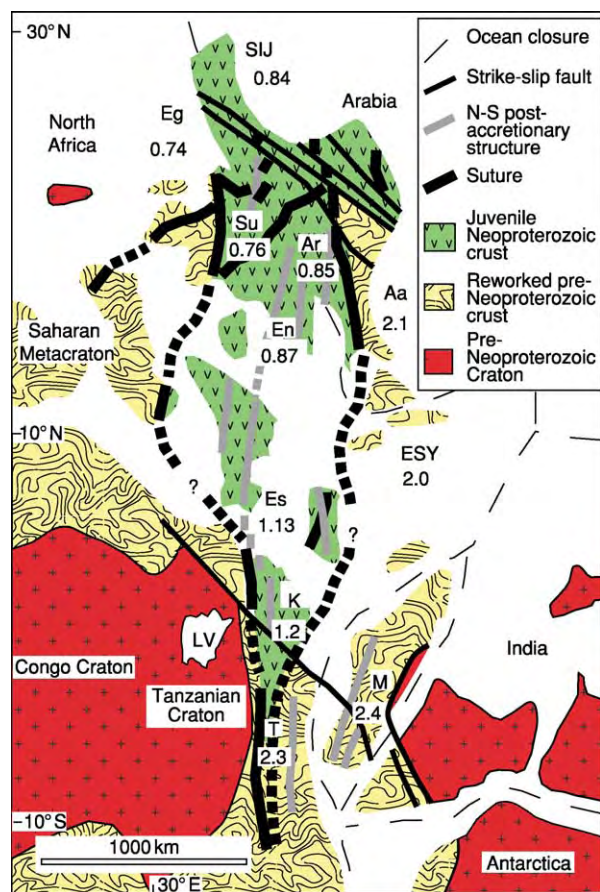 30°N
SIJ
0.84
Arabia
North
Africa
Eg
0.74
Su
0.76
Ar
0.85
Aa
2.1
En
0.87
Saharan
Metacraton
10°N
ESY
2.0
?
Es
1.13
?
K
1.2
LV
Congo Craton
Tanzanian
Craton
India
M
2.4
T
2.3
10°S
1000 km
30°E
Antarctica
Ocean closure
Strike-slip fault
N-S post-
accretionary
structure
Suture
Juvenile
Neoproterozoic
crust
Reworked pre-
Neoproterozoic
crust
Pre-
Neoproterozoic
Craton